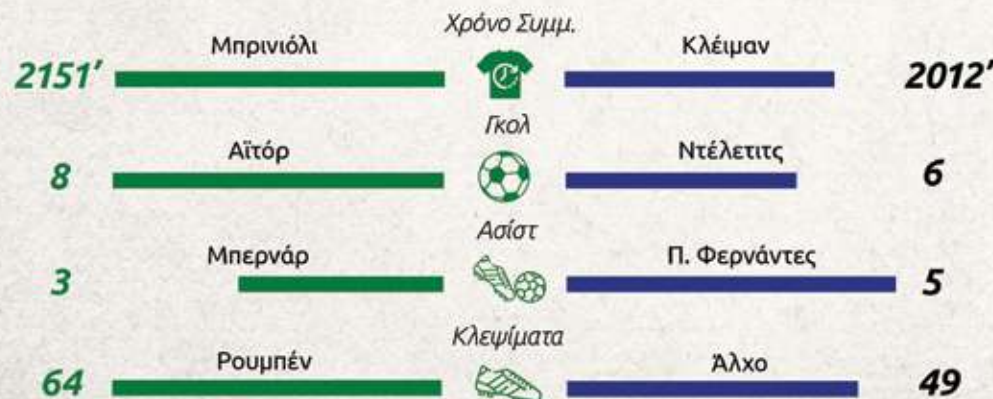 Χρόνο Συμμ.
Μπρινιόλι Κλέιμαν
2151’ 2012’
Γκολ
Αϊτόρ Ντέλετιτς
8 6
Ασίστ
Μπερνάρ Π. Φερνάντες
3 5
Κλεψίματα
Ρουμπέν Άλχο
64 49